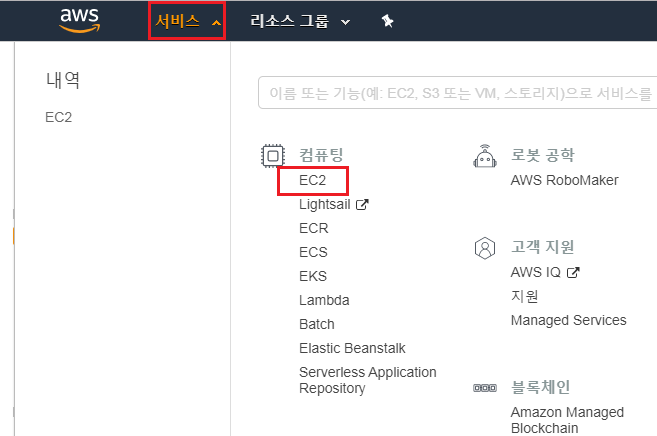 aws 서비스 리소스 그룹
내역
EC2
이름 또는 기능(예: EC2, S3 또는 VM, 스토리지)으로 서비스를
컴퓨팅
EC2
Lightsail
ECR
ECS
EKS
Lambda
Batch
Elastic Beanstalk
Serverless Application
Repository
로봇 공학
AWS RoboMaker
고객 지원
AWS IQ
지원
Managed Services
블록체인
Amazon Managed
Blockchain